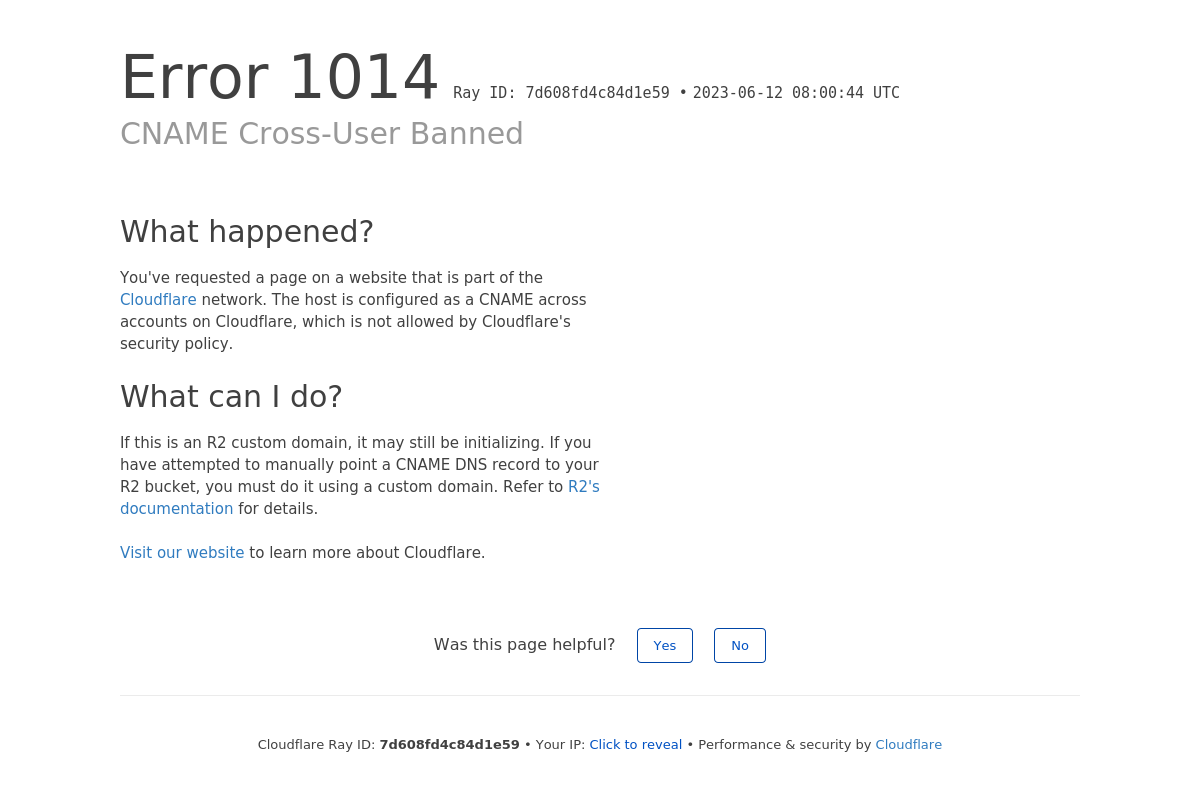 Error 1014 Ray ID: 7d608fd4c84d1e59 • 2023-06-12 08:00:44 UTC
CNAME Cross-User Banned
What happened?
You've requested a page on a website that is part of the
Cloudflare network. The host is configured as a CNAME across
accounts on Cloudflare, which is not allowed by Cloudflare's
security policy.
What can I do?
If this is an R2 custom domain, it may still be initializing. If you
have attempted to manually point a CNAME DNS record to your
R2 bucket, you must do it using a custom domain. Refer to R2's
documentation for details.
Visit our website to learn more about Cloudflare.
Was this page helpful? Yes No
Cloudflare Ray ID: 7d608fd4c84d1e59 • Your IP: Click to reveal • Performance & security by Cloudflare